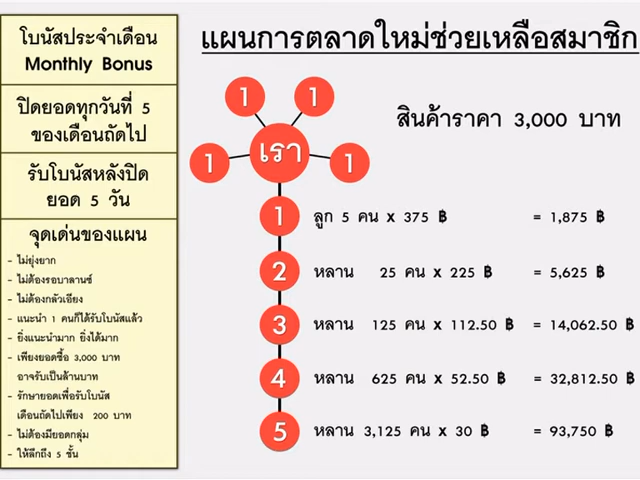 โบนัสประจำเดือน
Monthly Bonus
ปิดยอดทุกวันที่ 5
ของเดือนถัดไป
รับโบนัสหลังปิด
ยอด 5 วัน
จุดเด่นของแผน
- ไม่ยุ่งยาก
- ไม่ต้องรอบาลานซ์
- ไม่ต้องกลัวเอียง
- แนะนำ 1 คนก็ได้รับโบนัสแล้ว
- ยิ่งแนะนำมาก ยิ่งได้มาก
- เพียงยอดซื้อ 3,000 บาท
อาจรับเป็นล้านบาท
- รักษายอดเพื่อรับโบนัส
เดือนถัดไปเพียง 200 บาท
- ไม่ต้องมียอดกลุ่ม
- ให้ลึกถึง 5 ชั้น
แผนการตลาดใหม่ช่วยเหลือสมาชิก
สินค้าราคา 3,000 บาท
1 1
1 เรา 1
1 ลูก 5 คน x 375 ฿ = 1,875 ฿
2 หลาน 25 คน x 225 ฿ = 5,625 ฿
3 หลาน 125 คน x 112.50 ฿ = 14,062.50 ฿
4 หลาน 625 คน x 52.50 ฿ = 32,812.50 ฿
5 หลาน 3,125 คน x 30 ฿ = 93,750 ฿